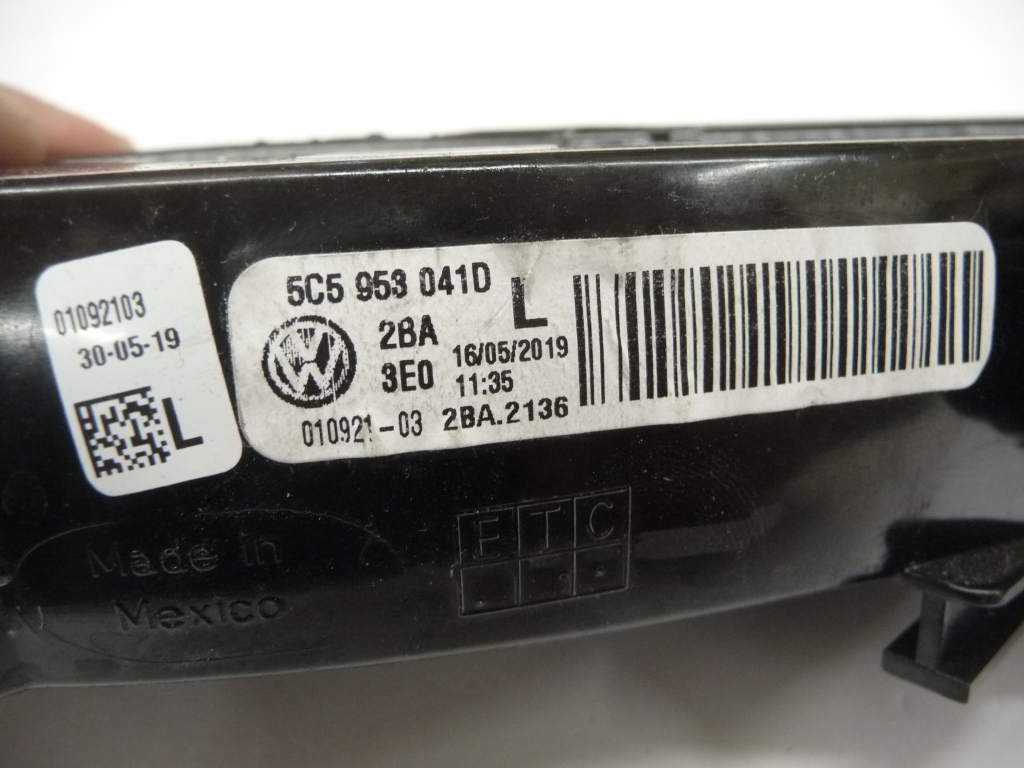 01092103
30-05-19
L
5C5 953 041D
L
2BA
3E0
16/05/2019
11:35
010921-03 2BA.2136
Made in
Mexico
E T C